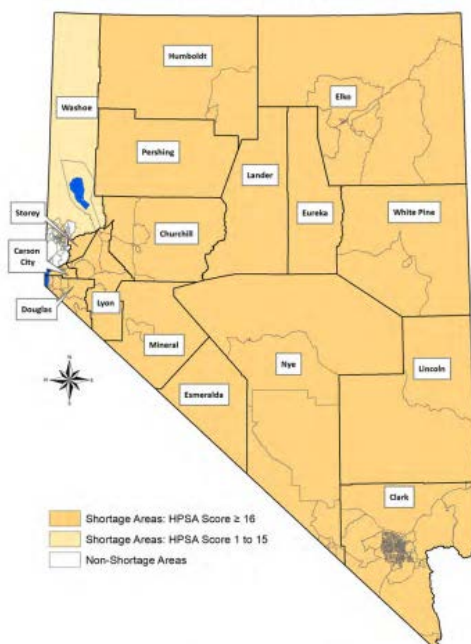 Humboldt
Elko
Washoe
Pershing
Lander
Eureka
White Pine
Storey
Churchill
Carson
City
Douglas
Lyon
Mineral
Nye
Lincoln
Esmeralda
Clark
N
W
E
S
Shortage Areas: HPSA Score ≥ 16
Shortage Areas: HPSA Score 1 to 15
Non-Shortage Areas